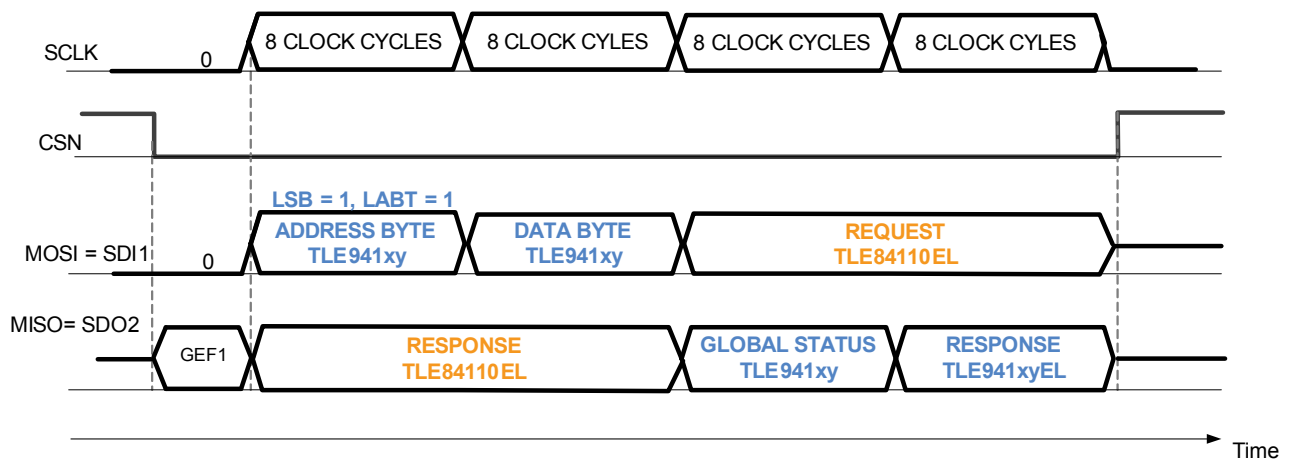 SCLK
0
8 CLOCK CYCLES
8 CLOCK CYLES
8 CLOCK CYCLES
8 CLOCK CYLES
CSN
LSB = 1, LABT = 1
MOSI = SDI1
0
ADDRESS BYTE
TLE941xy
DATA BYTE
TLE941xy
REQUEST
TLE84110EL
MISO= SDO2
GEF1
RESPONSE
TLE84110EL
GLOBAL STATUS
TLE941xy
RESPONSE
TLE941xyEL
Time